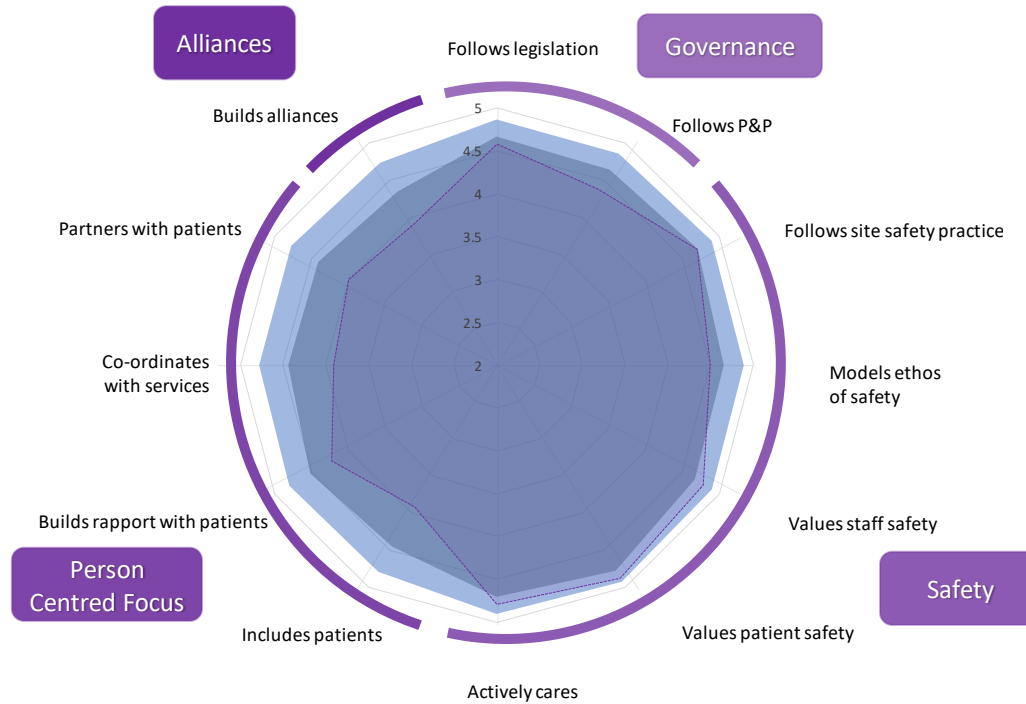 Alliances
Follows legislation
Governance
Builds alliances
Follows P&P
5
4.5
4
3.5
3
2.5
2
Partners with patients
Follows site safety practice
Co-ordinates
with services
Models ethos
of safety
Builds rapport with patients
Values staff safety
Person
Centred Focus
Safety
Includes patients
Values patient safety
Actively cares